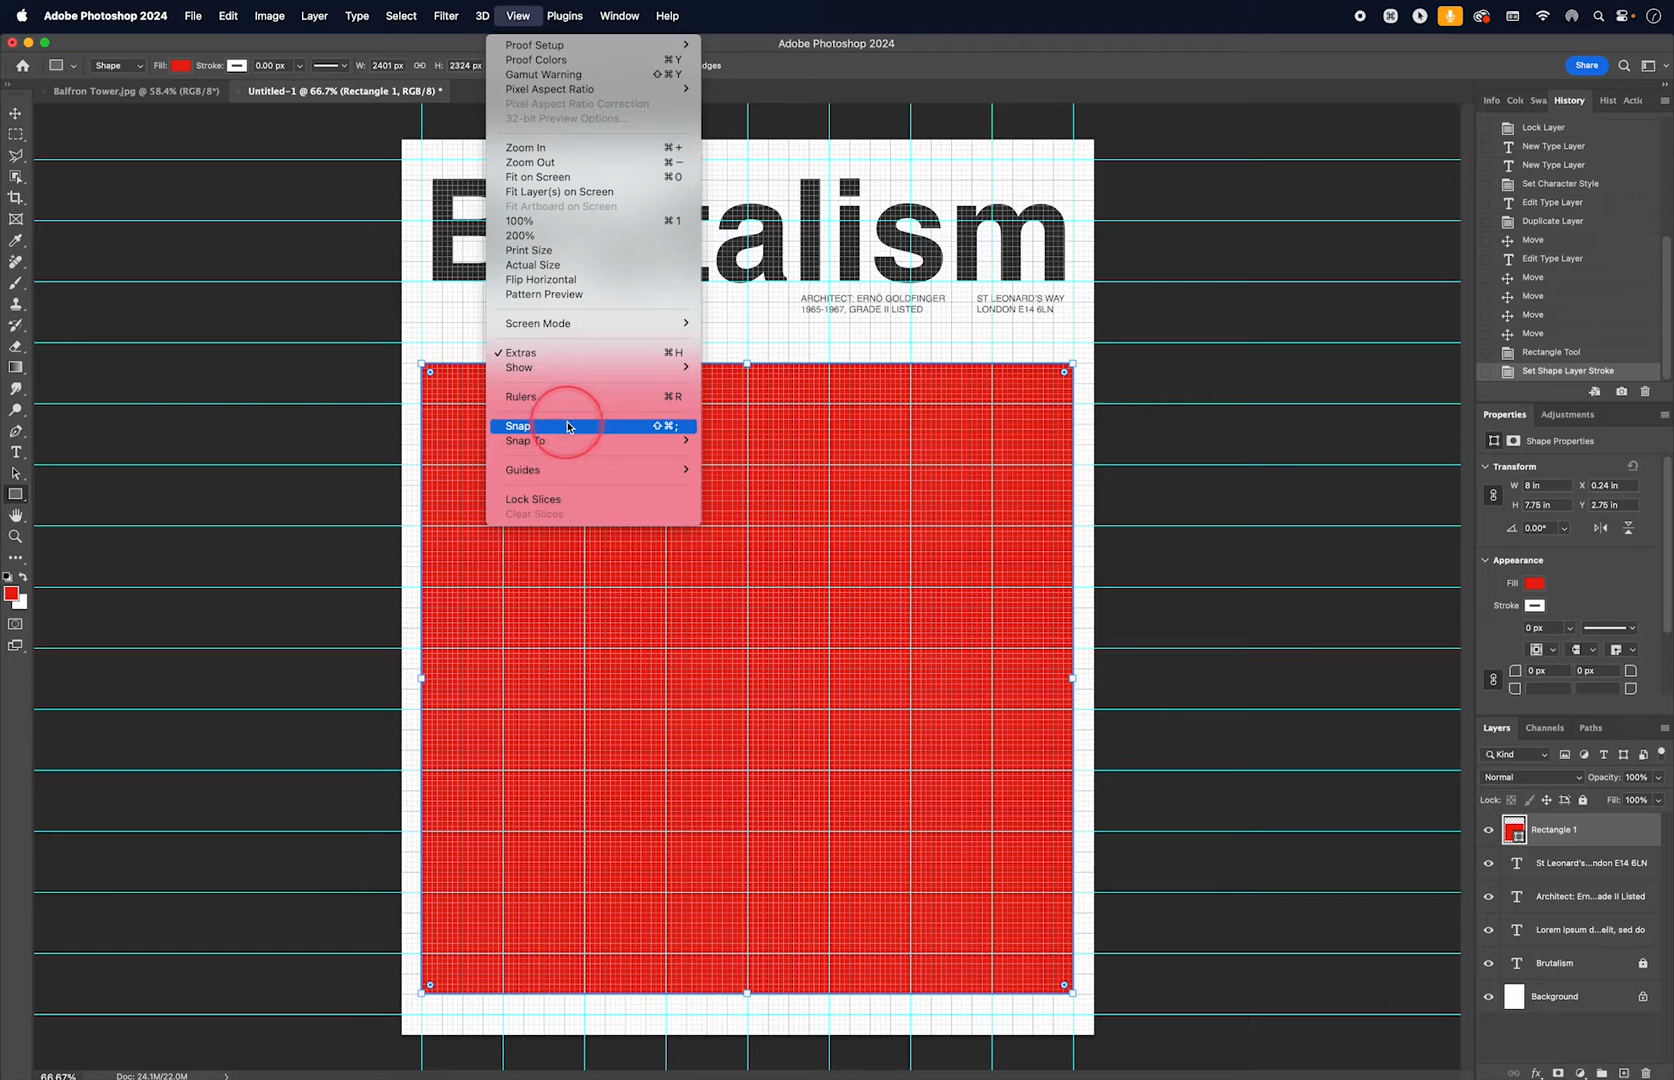 Adobe Photoshop 2024 File Edit Image Layer Type Select Filter 3D View Plugins Window Help
Adobe Photoshop 2024
Shape Fill: Stroke: 0.00 px W: 2401 px H: 2324 px Share
Balfron Tower.jpg @ 58.4% (RGB/8*) Untitled-1 @ 66.7% (Rectangle 1, RGB/8) *
Proof Setup
Proof Colors ⌘Y
Gamut Warning ⇧⌘Y
Pixel Aspect Ratio
Pixel Aspect Ratio Correction
32-bit Preview Options...
Zoom In ⌘+
Zoom Out ⌘−
Fit on Screen ⌘0
Fit Layer(s) on Screen
Fit Artboard on Screen
100% ⌘1
200%
Print Size
Actual Size
Flip Horizontal
Pattern Preview
Screen Mode
✓ Extras ⌘H
Show
Rulers ⌘R
Snap ⇧⌘;
Snap To
Guides
Lock Slices
Clear Slices
talism
ARCHITECT: ERNÖ GOLDFINGER
1965-1967, GRADE II LISTED
ST LEONARD'S WAY
LONDON E14 6LN
Info History
Lock Layer
New Type Layer
New Type Layer
Set Character Style
Edit Type Layer
Duplicate Layer
Move
Edit Type Layer
Move
Move
Move
Move
Rectangle Tool
Set Shape Layer Stroke
Properties Adjustments
Shape Properties
Transform
W 8 in X 0.24 in
H 7.75 in Y 2.75 in
0.00°
Appearance
Fill
Stroke
0 px
0 px 0 px
Layers Channels Paths
Kind
Normal Opacity: 100%
Lock: Fill: 100%
Rectangle 1
St Leonard's...ndon E14 6LN
Architect: Ern...ade II Listed
Lorem ipsum d...elit, sed do
Brutalism
Background
66.67% Doc: 24.1M/22.0M